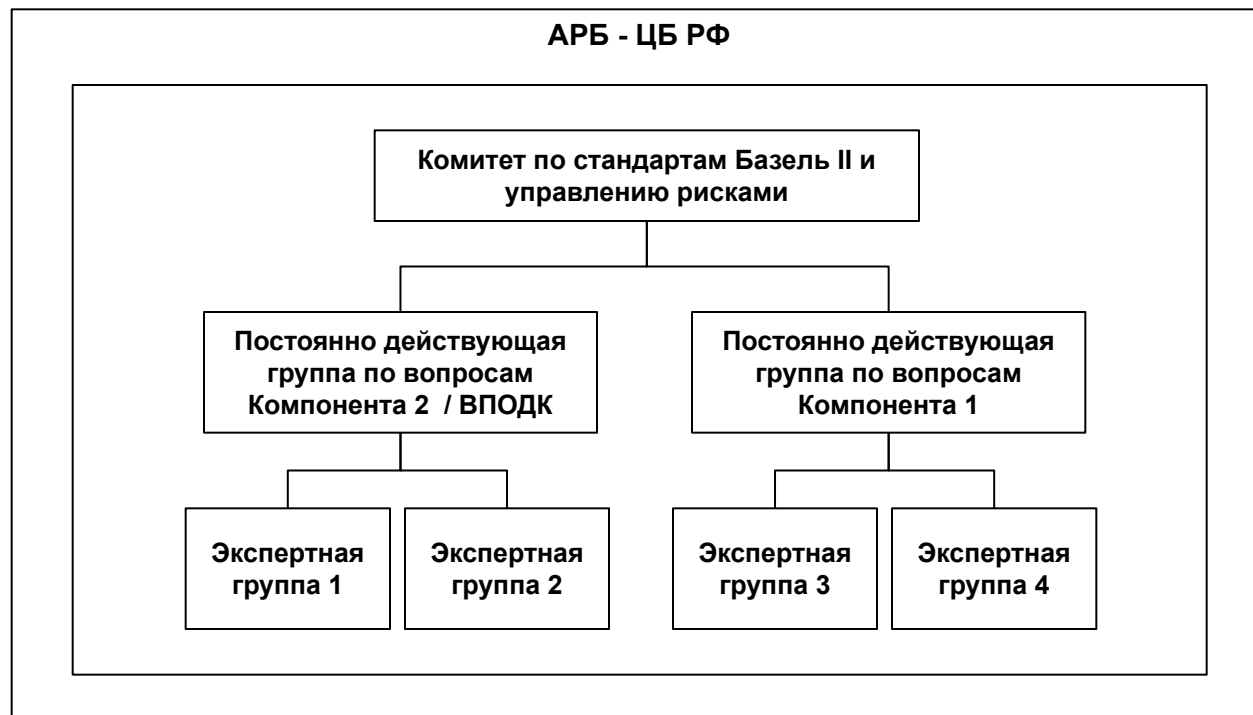 АРБ - ЦБ РФ
Комитет по стандартам Базель II и
управлению рисками
Постоянно действующая
группа по вопросам
Компонента 2 / ВПОДК
Постоянно действующая
группа по вопросам
Компонента 1
Экспертная
группа 1
Экспертная
группа 2
Экспертная
группа 3
Экспертная
группа 4